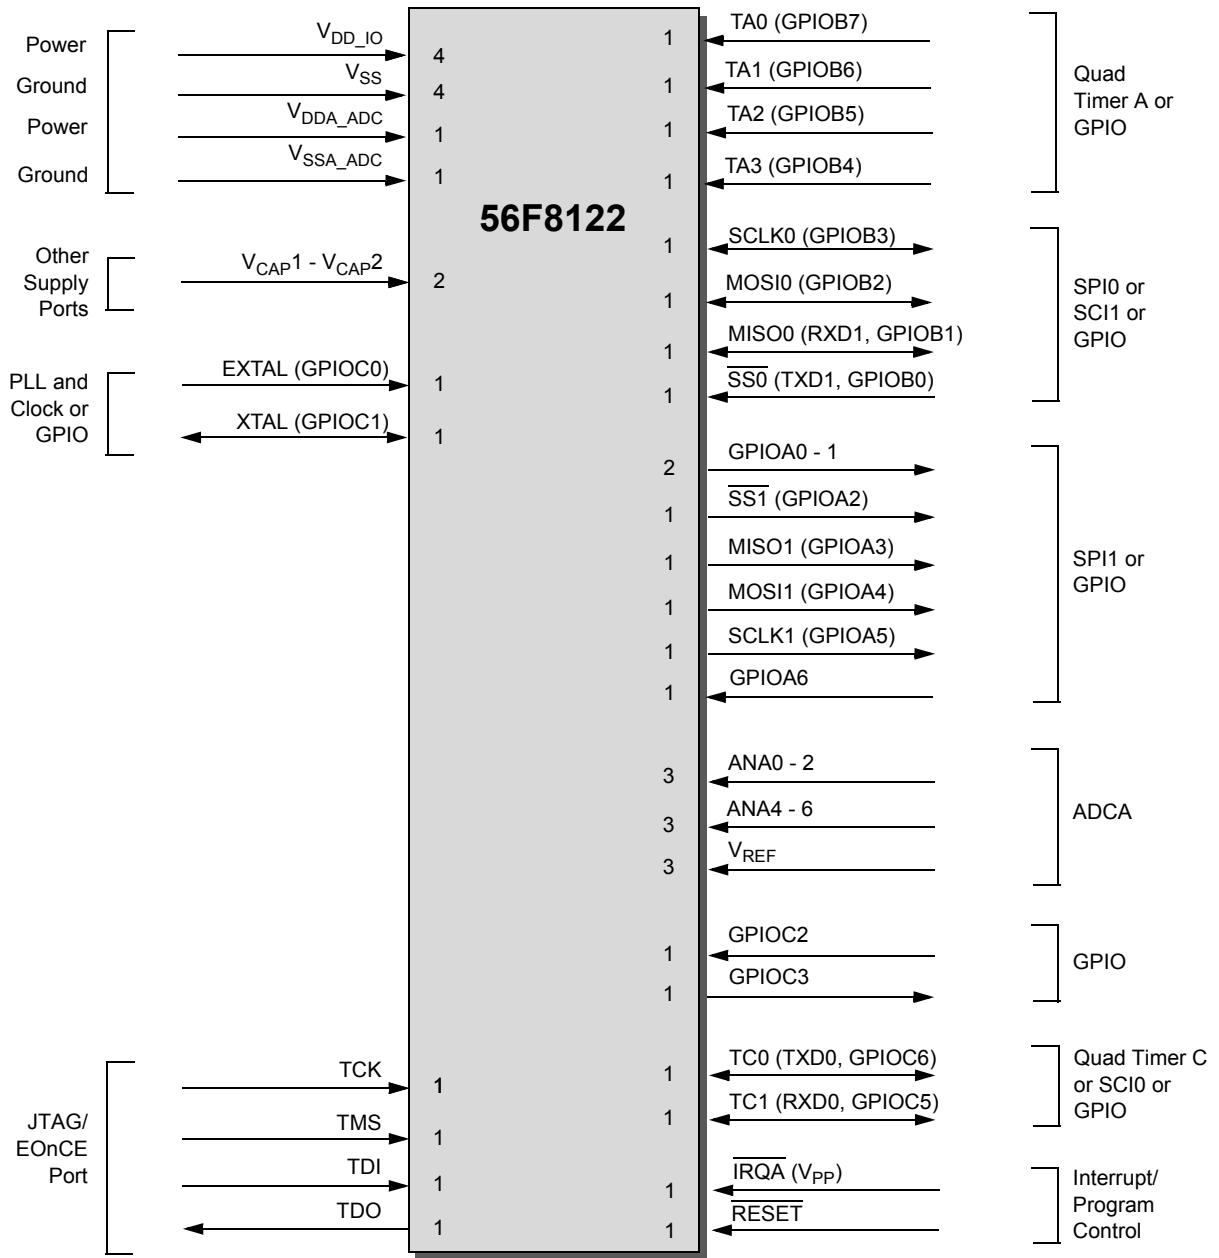 56F8122
Power
V_DD_IO
4
Ground
V_SS
4
Power
V_DDA_ADC
1
Ground
V_SSA_ADC
1
Other
Supply
Ports
V_CAP1 - V_CAP2
2
PLL and
Clock or
GPIO
EXTAL (GPIOC0)
1
XTAL (GPIOC1)
1
JTAG/
EOnCE
Port
TCK
1
TMS
1
TDI
1
TDO
1
1
TA0 (GPIOB7)
1
TA1 (GPIOB6)
1
TA2 (GPIOB5)
1
TA3 (GPIOB4)
Quad
Timer A or
GPIO
1
SCLK0 (GPIOB3)
1
MOSI0 (GPIOB2)
1
MISO0 (RXD1, GPIOB1)
1
SS0 (TXD1, GPIOB0)
SPI0 or
SCI1 or
GPIO
2
GPIOA0 - 1
1
SS1 (GPIOA2)
1
MISO1 (GPIOA3)
1
MOSI1 (GPIOA4)
1
SCLK1 (GPIOA5)
1
GPIOA6
SPI1 or
GPIO
3
ANA0 - 2
3
ANA4 - 6
3
V_REF
ADCA
1
GPIOC2
1
GPIOC3
GPIO
1
TC0 (TXD0, GPIOC6)
1
TC1 (RXD0, GPIOC5)
Quad Timer C
or SCI0 or
GPIO
1
IRQA (V_PP)
1
RESET
Interrupt/
Program
Control